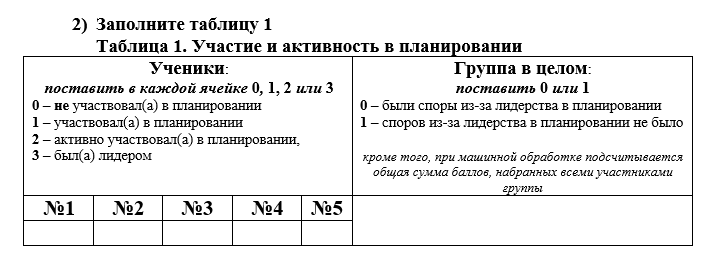 2) Заполните таблицу 1
Таблица 1. Участие и активность в планировании
Ученики:
поставить в каждой ячейке 0, 1, 2 или 3
0 – не участвовал(а) в планировании
1 – участвовал(а) в планировании
2 – активно участвовал(а) в планировании,
3 – был(а) лидером
Группа в целом:
поставить 0 или 1
0 – были споры из-за лидерства в планировании
1 – споров из-за лидерства в планировании не было
кроме того, при машинной обработке подсчитывается
общая сумма баллов, набранных всеми участниками
группы
№1 №2 №3 №4 №5